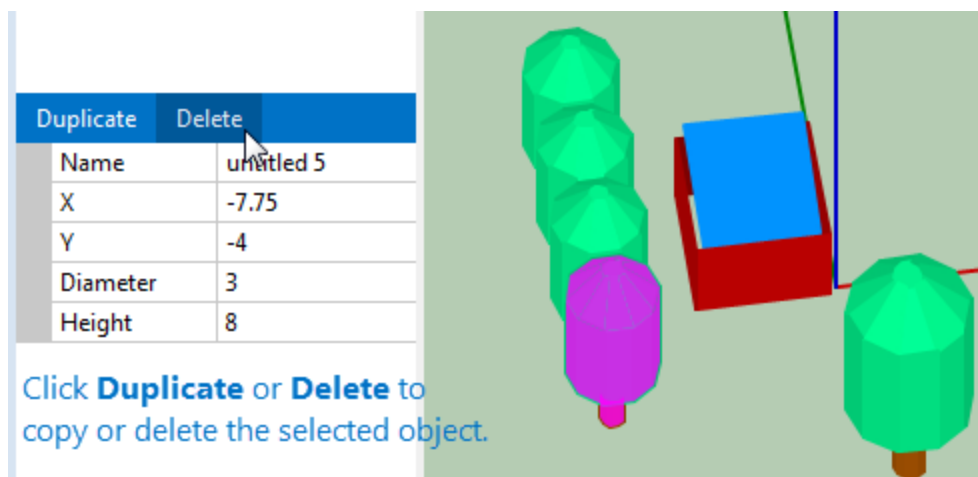 Duplicate Delete
Name untitled 5
X -7.75
Y -4
Diameter 3
Height 8
Click Duplicate or Delete to
copy or delete the selected object.